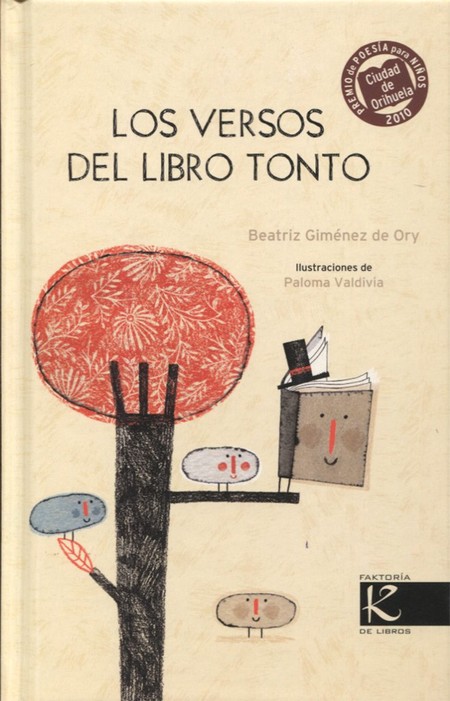 PREMIO de POESÍA para NIÑOS
Ciudad
de
Orihuela
2010
LOS VERSOS
DEL LIBRO TONTO
Beatriz Giménez de Ory
Ilustraciones de
Paloma Valdivia
FAKTORÍA
K
DE LIBROS